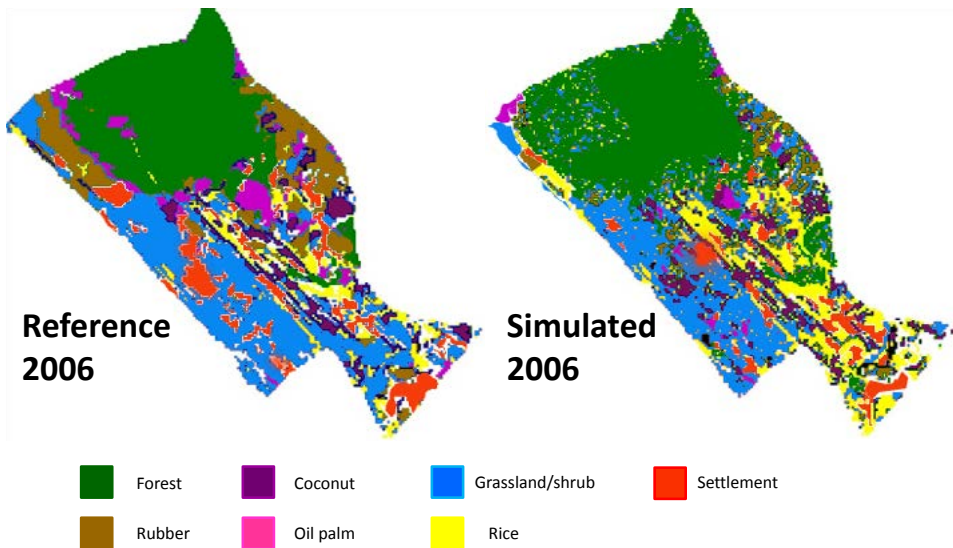 Reference
2006
Simulated
2006
Forest
Coconut
Grassland/shrub
Settlement
Rubber
Oil palm
Rice